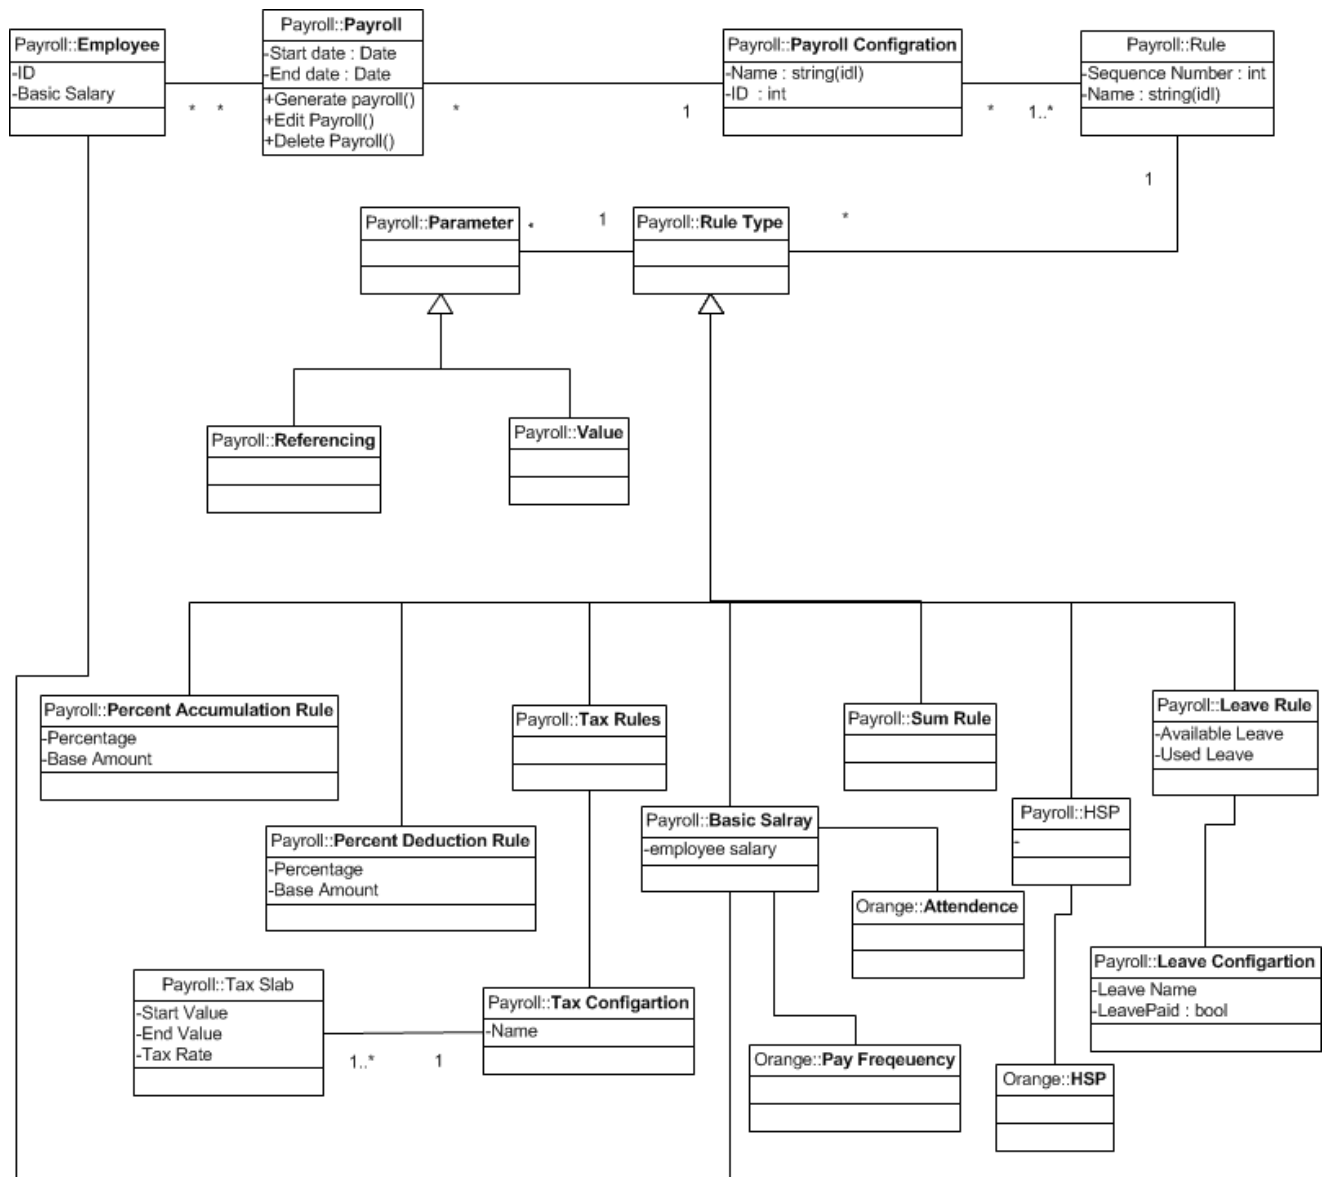 Payroll::Employee
-ID
-Basic Salary
* *
Payroll::Payroll
-Start date : Date
-End date : Date
+Generate payroll()
+Edit Payroll()
+Delete Payroll()
* 1
Payroll::Payroll Configration
-Name : string(idl)
-ID : int
* 1..*
Payroll::Rule
-Sequence Number : int
-Name : string(idl)
1
Payroll::Parameter
* 1
Payroll::Rule Type
*
Payroll::Referencing
Payroll::Value
Payroll::Percent Accumulation Rule
-Percentage
-Base Amount
Payroll::Percent Deduction Rule
-Percentage
-Base Amount
Payroll::Tax Rules
Payroll::Basic Salray
-employee salary
Payroll::Sum Rule
Payroll::HSP
-
Payroll::Leave Rule
-Available Leave
-Used Leave
Orange::Attendence
Payroll::Tax Slab
-Start Value
-End Value
-Tax Rate
1..* 1
Payroll::Tax Configartion
-Name
Orange::Pay Freqeuency
Orange::HSP
Payroll::Leave Configartion
-Leave Name
-LeavePaid : bool